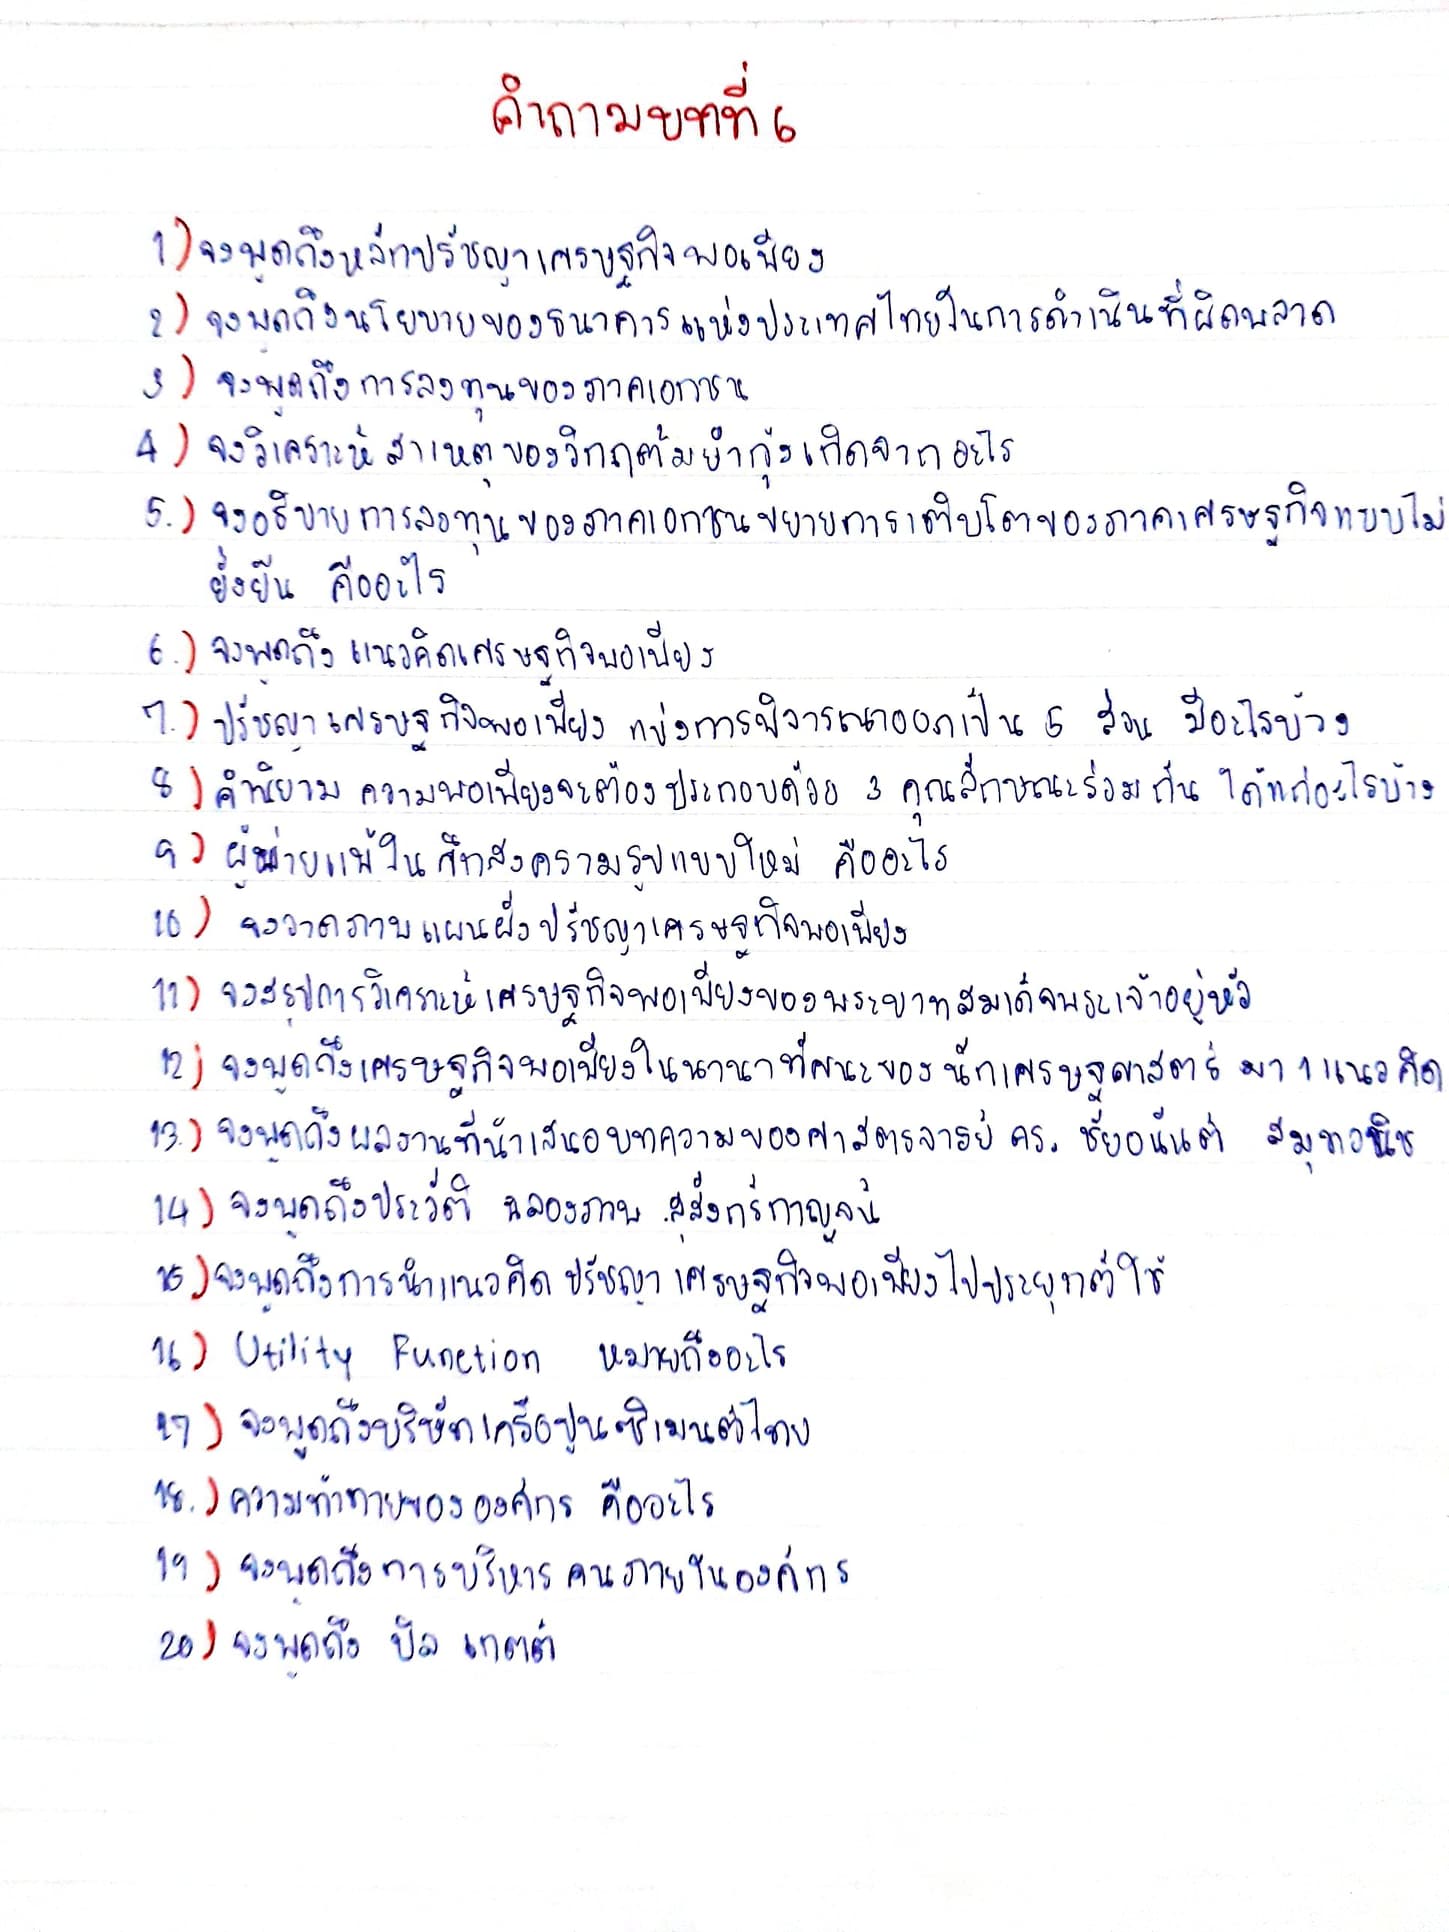 คำถามบทที่ 6
1) จงพูดถึงหลักปรัชญาเศรษฐกิจพอเพียง
2) จงพูดถึงนโยบายของธนาคารแห่งประเทศไทยในการดำเนินที่ผิดพลาด
3) จงพูดถึงการลงทุนของภาคเอกชน
4) จงวิเคราะห์สาเหตุของวิกฤตต้มยำกุ้งเกิดจากอะไร
5.) จงอธิบายการลงทุนของภาคเอกชนขยายการเติบโตของภาคเศรษฐกิจแบบไม่
ยั่งยืน คืออะไร
6.) จงพูดถึง แนวคิดเศรษฐกิจพอเพียง
7.) ปรัชญาเศรษฐกิจพอเพียง แบ่งการพิจารณาออกเป็น 5 ส่วน มีอะไรบ้าง
8) คำนิยาม ความพอเพียงจะต้องประกอบด้วย 3 คุณลักษณะร่วมกัน ได้แก่อะไรบ้าง
9) ผู้พ่ายแพ้ใน ศึกสงครามรูปแบบใหม่ คืออะไร
10) จงวาดภาพแผนผังปรัชญาเศรษฐกิจพอเพียง
11) จงสรุปการวิเคราะห์เศรษฐกิจพอเพียงของพระบาทสมเด็จพระเจ้าอยู่หัว
12) จงพูดถึงเศรษฐกิจพอเพียงในนานาทัศนะของนักเศรษฐศาสตร์ มา 1 แนวคิด
13.) จงพูดถึงผลงานที่นำเสนอบทความของศาสตราจารย์ ดร. ชัยอนันต์ สมุทวณิช
14) จงพูดถึงประวัติ ฉลองภพ สุสังกร์กาญจน์
15) จงพูดถึงการนำแนวคิด ปรัชญา เศรษฐกิจพอเพียงไปประยุกต์ใช้
16) Utility Function หมายถึงอะไร
17) จงพูดถึงบริษัทเครือปูนซิเมนต์ไทย
18.) ความท้าทายขององค์กร คืออะไร
19) จงพูดถึงการบริหารคนภายในองค์กร
20) จงพูดถึง บิล เกตต์